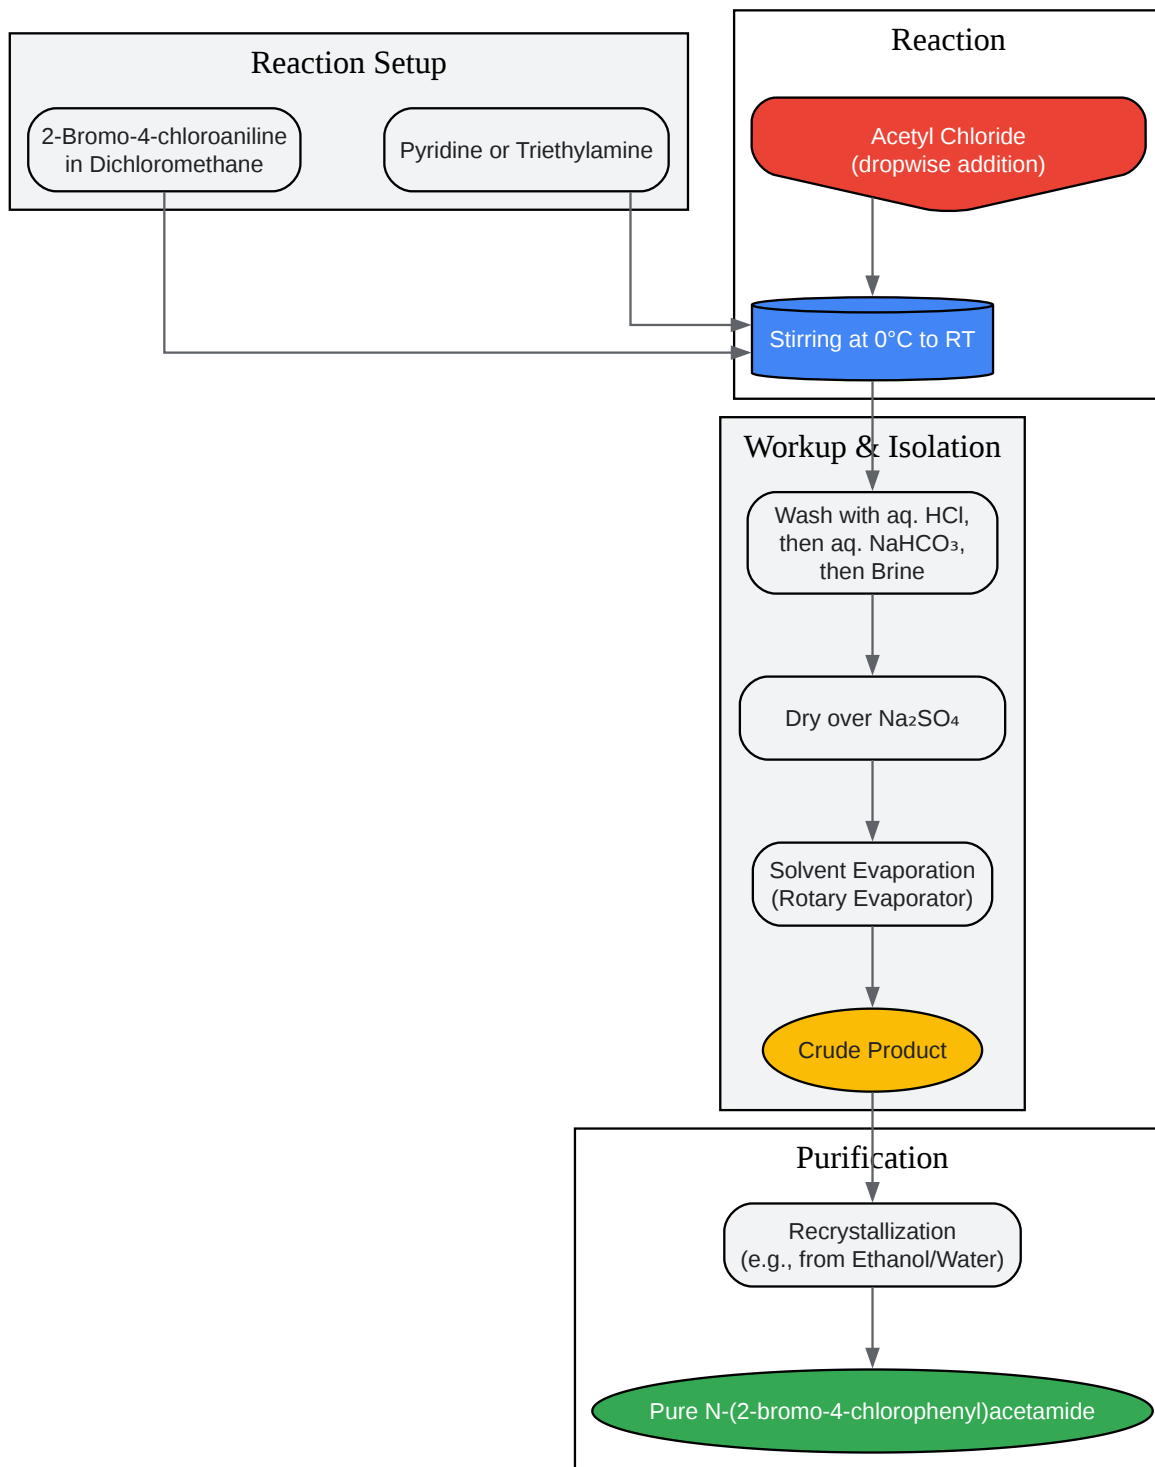 Reaction Setup
2-Bromo-4-chloroaniline
in Dichloromethane
Pyridine or Triethylamine
Reaction
Acetyl Chloride
(dropwise addition)
Stirring at 0°C to RT
Workup & Isolation
Wash with aq. HCl,
then aq. NaHCO₃,
then Brine
Dry over Na₂SO₄
Solvent Evaporation
(Rotary Evaporator)
Crude Product
Purification
Recrystallization
(e.g., from Ethanol/Water)
Pure N-(2-bromo-4-chlorophenyl)acetamide